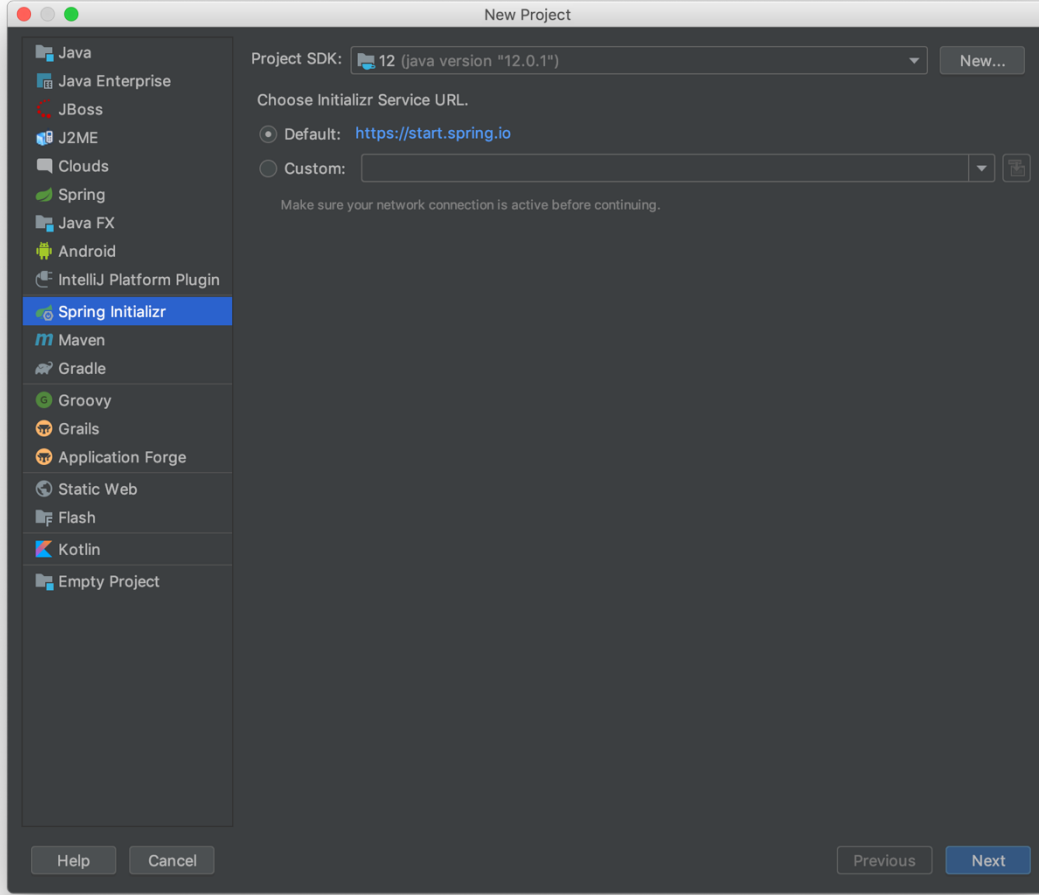 New Project
Java
Java Enterprise
JBoss
J2ME
Clouds
Spring
Java FX
Android
IntelliJ Platform Plugin
Spring Initializr
Maven
Gradle
Groovy
Grails
Application Forge
Static Web
Flash
Kotlin
Empty Project
Project SDK: 12 (java version "12.0.1") New...
Choose Initializr Service URL.
Default: https://start.spring.io
Custom:
Make sure your network connection is active before continuing.
Help Cancel Previous Next